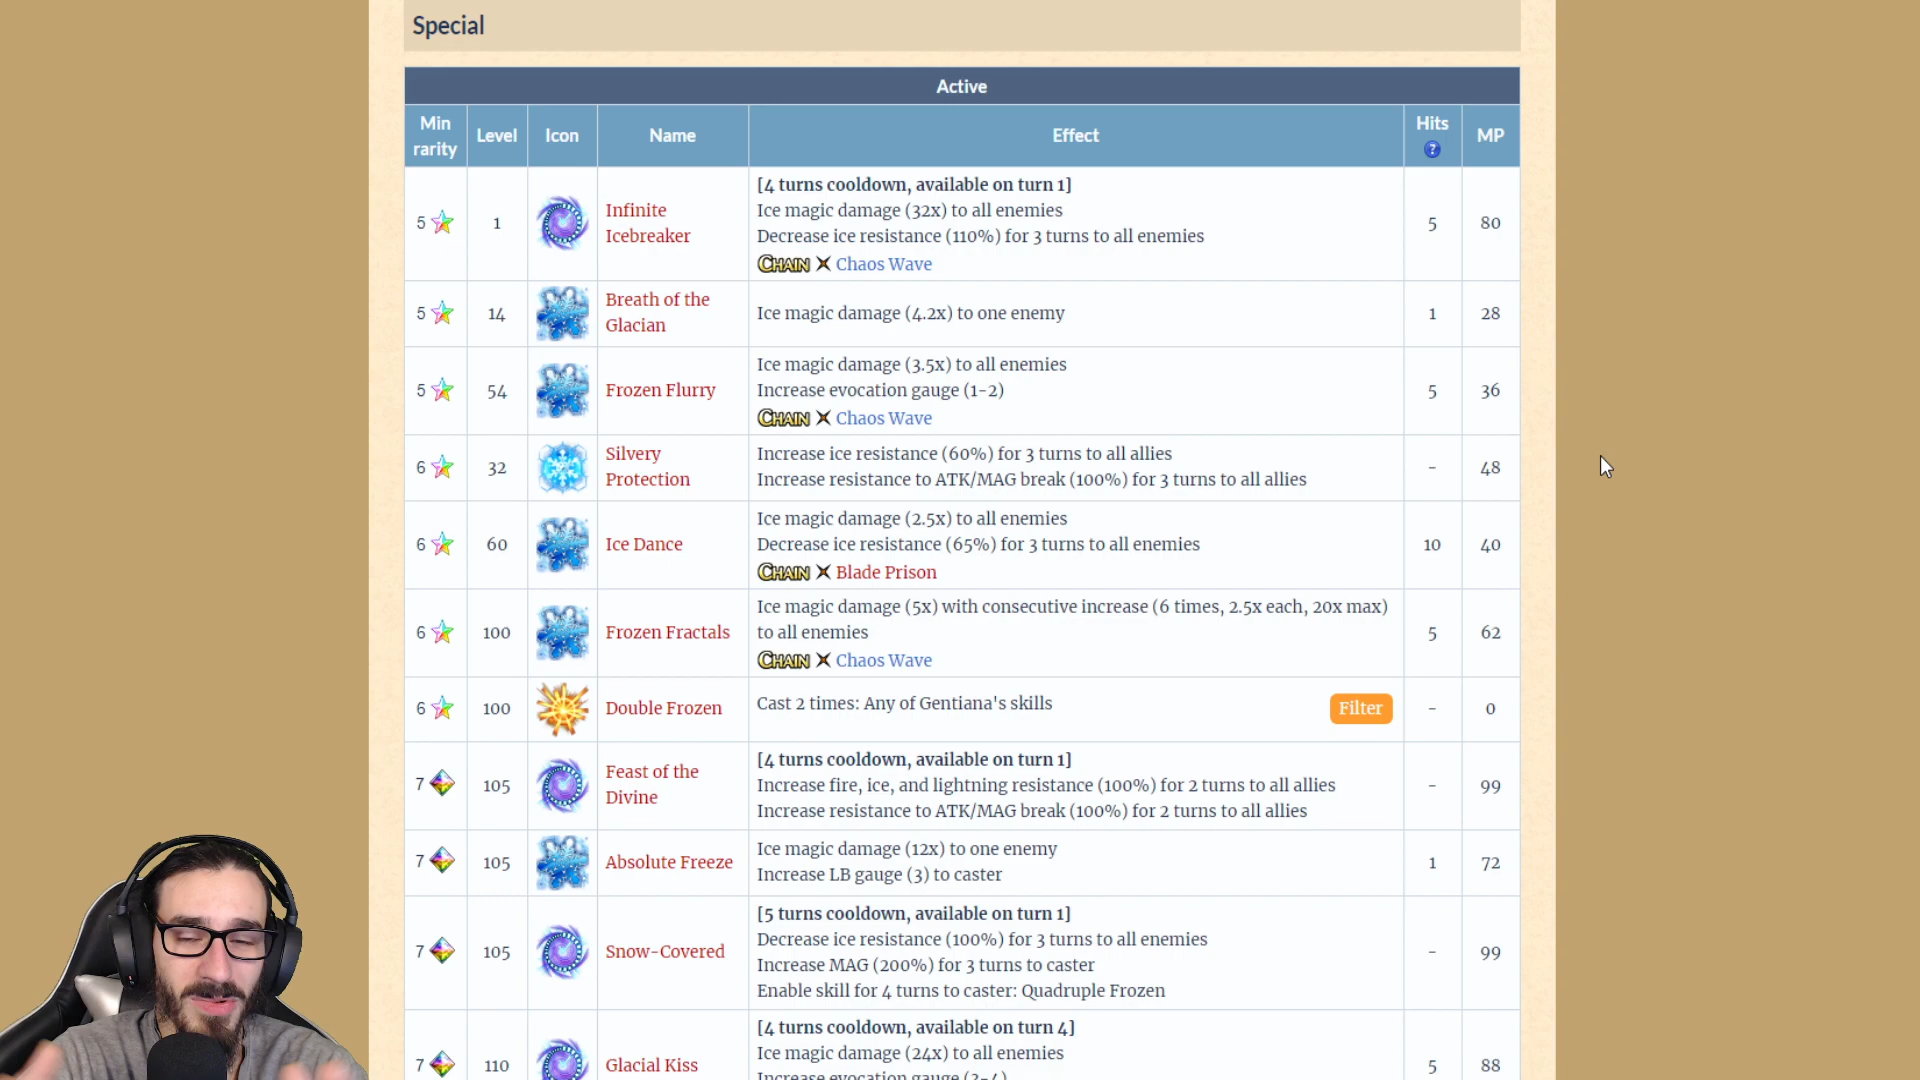 Special
Active
Min rarity Level Icon Name Effect Hits ? MP
5 1 Infinite Icebreaker
[4 turns cooldown, available on turn 1]
Ice magic damage (32x) to all enemies
Decrease ice resistance (110%) for 3 turns to all enemies
CHAIN Chaos Wave
5 80
5 14 Breath of the Glacian
Ice magic damage (4.2x) to one enemy
1 28
5 54 Frozen Flurry
Ice magic damage (3.5x) to all enemies
Increase evocation gauge (1-2)
CHAIN Chaos Wave
5 36
6 32 Silvery Protection
Increase ice resistance (60%) for 3 turns to all allies
Increase resistance to ATK/MAG break (100%) for 3 turns to all allies
- 48
6 60 Ice Dance
Ice magic damage (2.5x) to all enemies
Decrease ice resistance (65%) for 3 turns to all enemies
CHAIN Blade Prison
10 40
6 100 Frozen Fractals
Ice magic damage (5x) with consecutive increase (6 times, 2.5x each, 20x max)
to all enemies
CHAIN Chaos Wave
5 62
6 100 Double Frozen
Cast 2 times: Any of Gentiana's skills
Filter
- 0
7 105 Feast of the Divine
[4 turns cooldown, available on turn 1]
Increase fire, ice, and lightning resistance (100%) for 2 turns to all allies
Increase resistance to ATK/MAG break (100%) for 2 turns to all allies
- 99
7 105 Absolute Freeze
Ice magic damage (12x) to one enemy
Increase LB gauge (3) to caster
1 72
7 105 Snow-Covered
[5 turns cooldown, available on turn 1]
Decrease ice resistance (100%) for 3 turns to all enemies
Increase MAG (200%) for 3 turns to caster
Enable skill for 4 turns to caster: Quadruple Frozen
- 99
7 110 Glacial Kiss
[4 turns cooldown, available on turn 4]
Ice magic damage (24x) to all enemies
Increase evocation gauge (3-4)
5 88